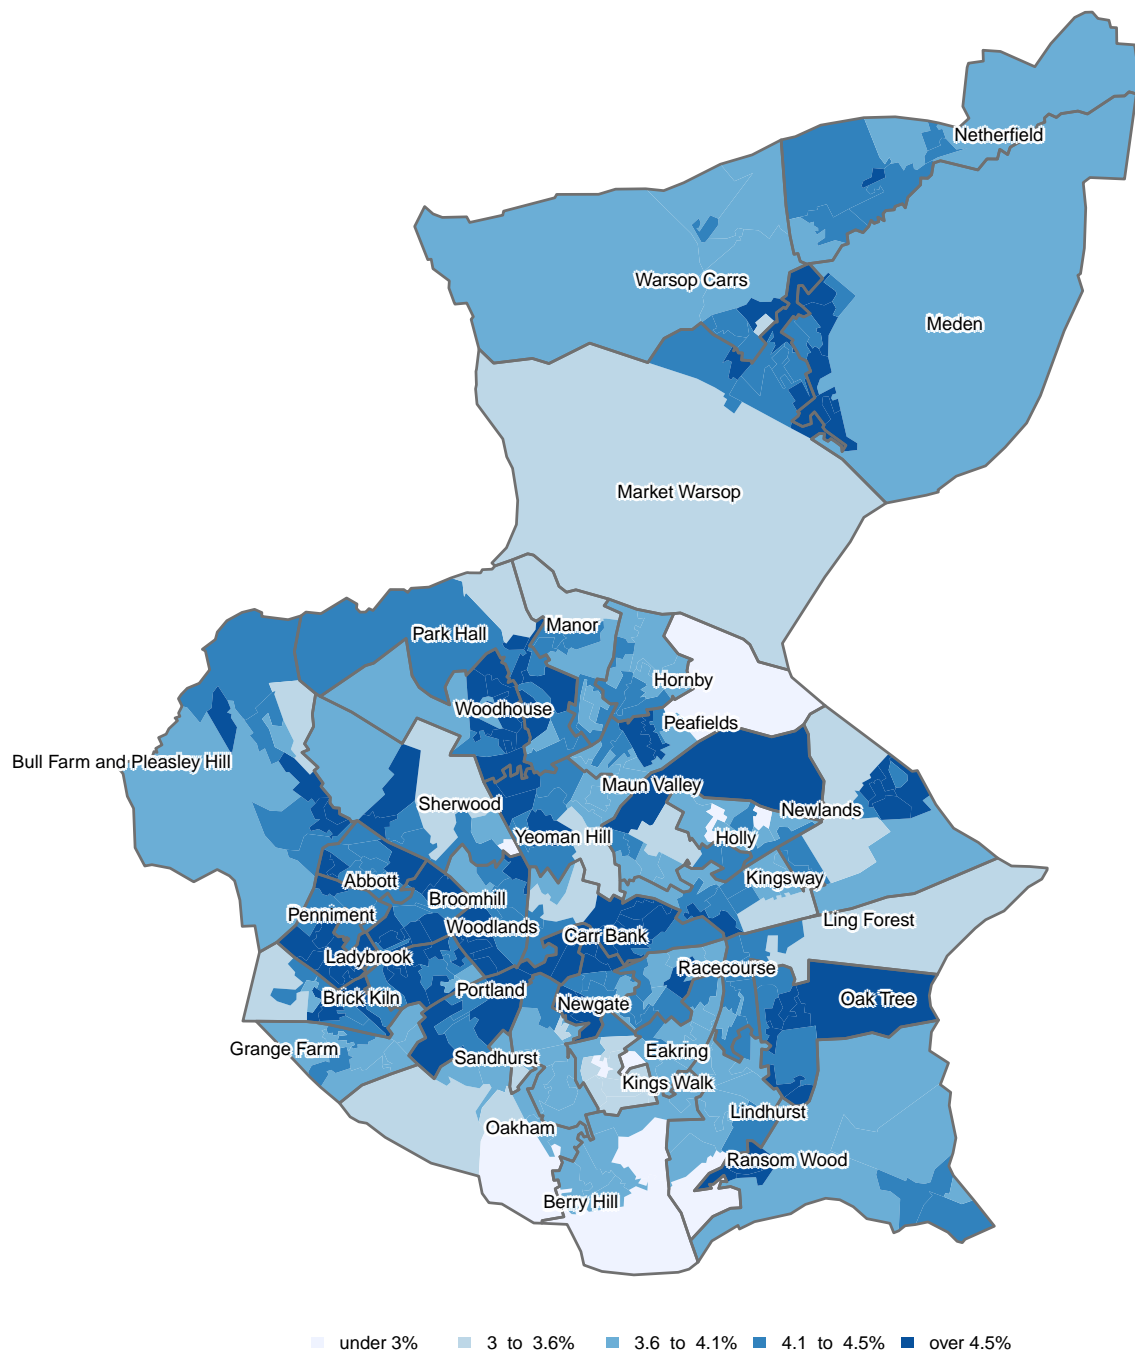 Netherfield
Warsop Carrs
Meden
Market Warsop
Manor
Park Hall
Hornby
Woodhouse
Peafields
Bull Farm and Pleasley Hill
Maun Valley
Sherwood
Newlands
Yeoman Hill
Holly
Abbott
Kingsway
Broomhill
Penniment
Ling Forest
Woodlands
Carr Bank
Ladybrook
Racecourse
Portland
Brick Kiln
Oak Tree
Newgate
Grange Farm
Eakring
Sandhurst
Kings Walk
Lindhurst
Oakham
Ransom Wood
Berry Hill
under 3%
3 to 3.6%
3.6 to 4.1%
4.1 to 4.5%
over 4.5%